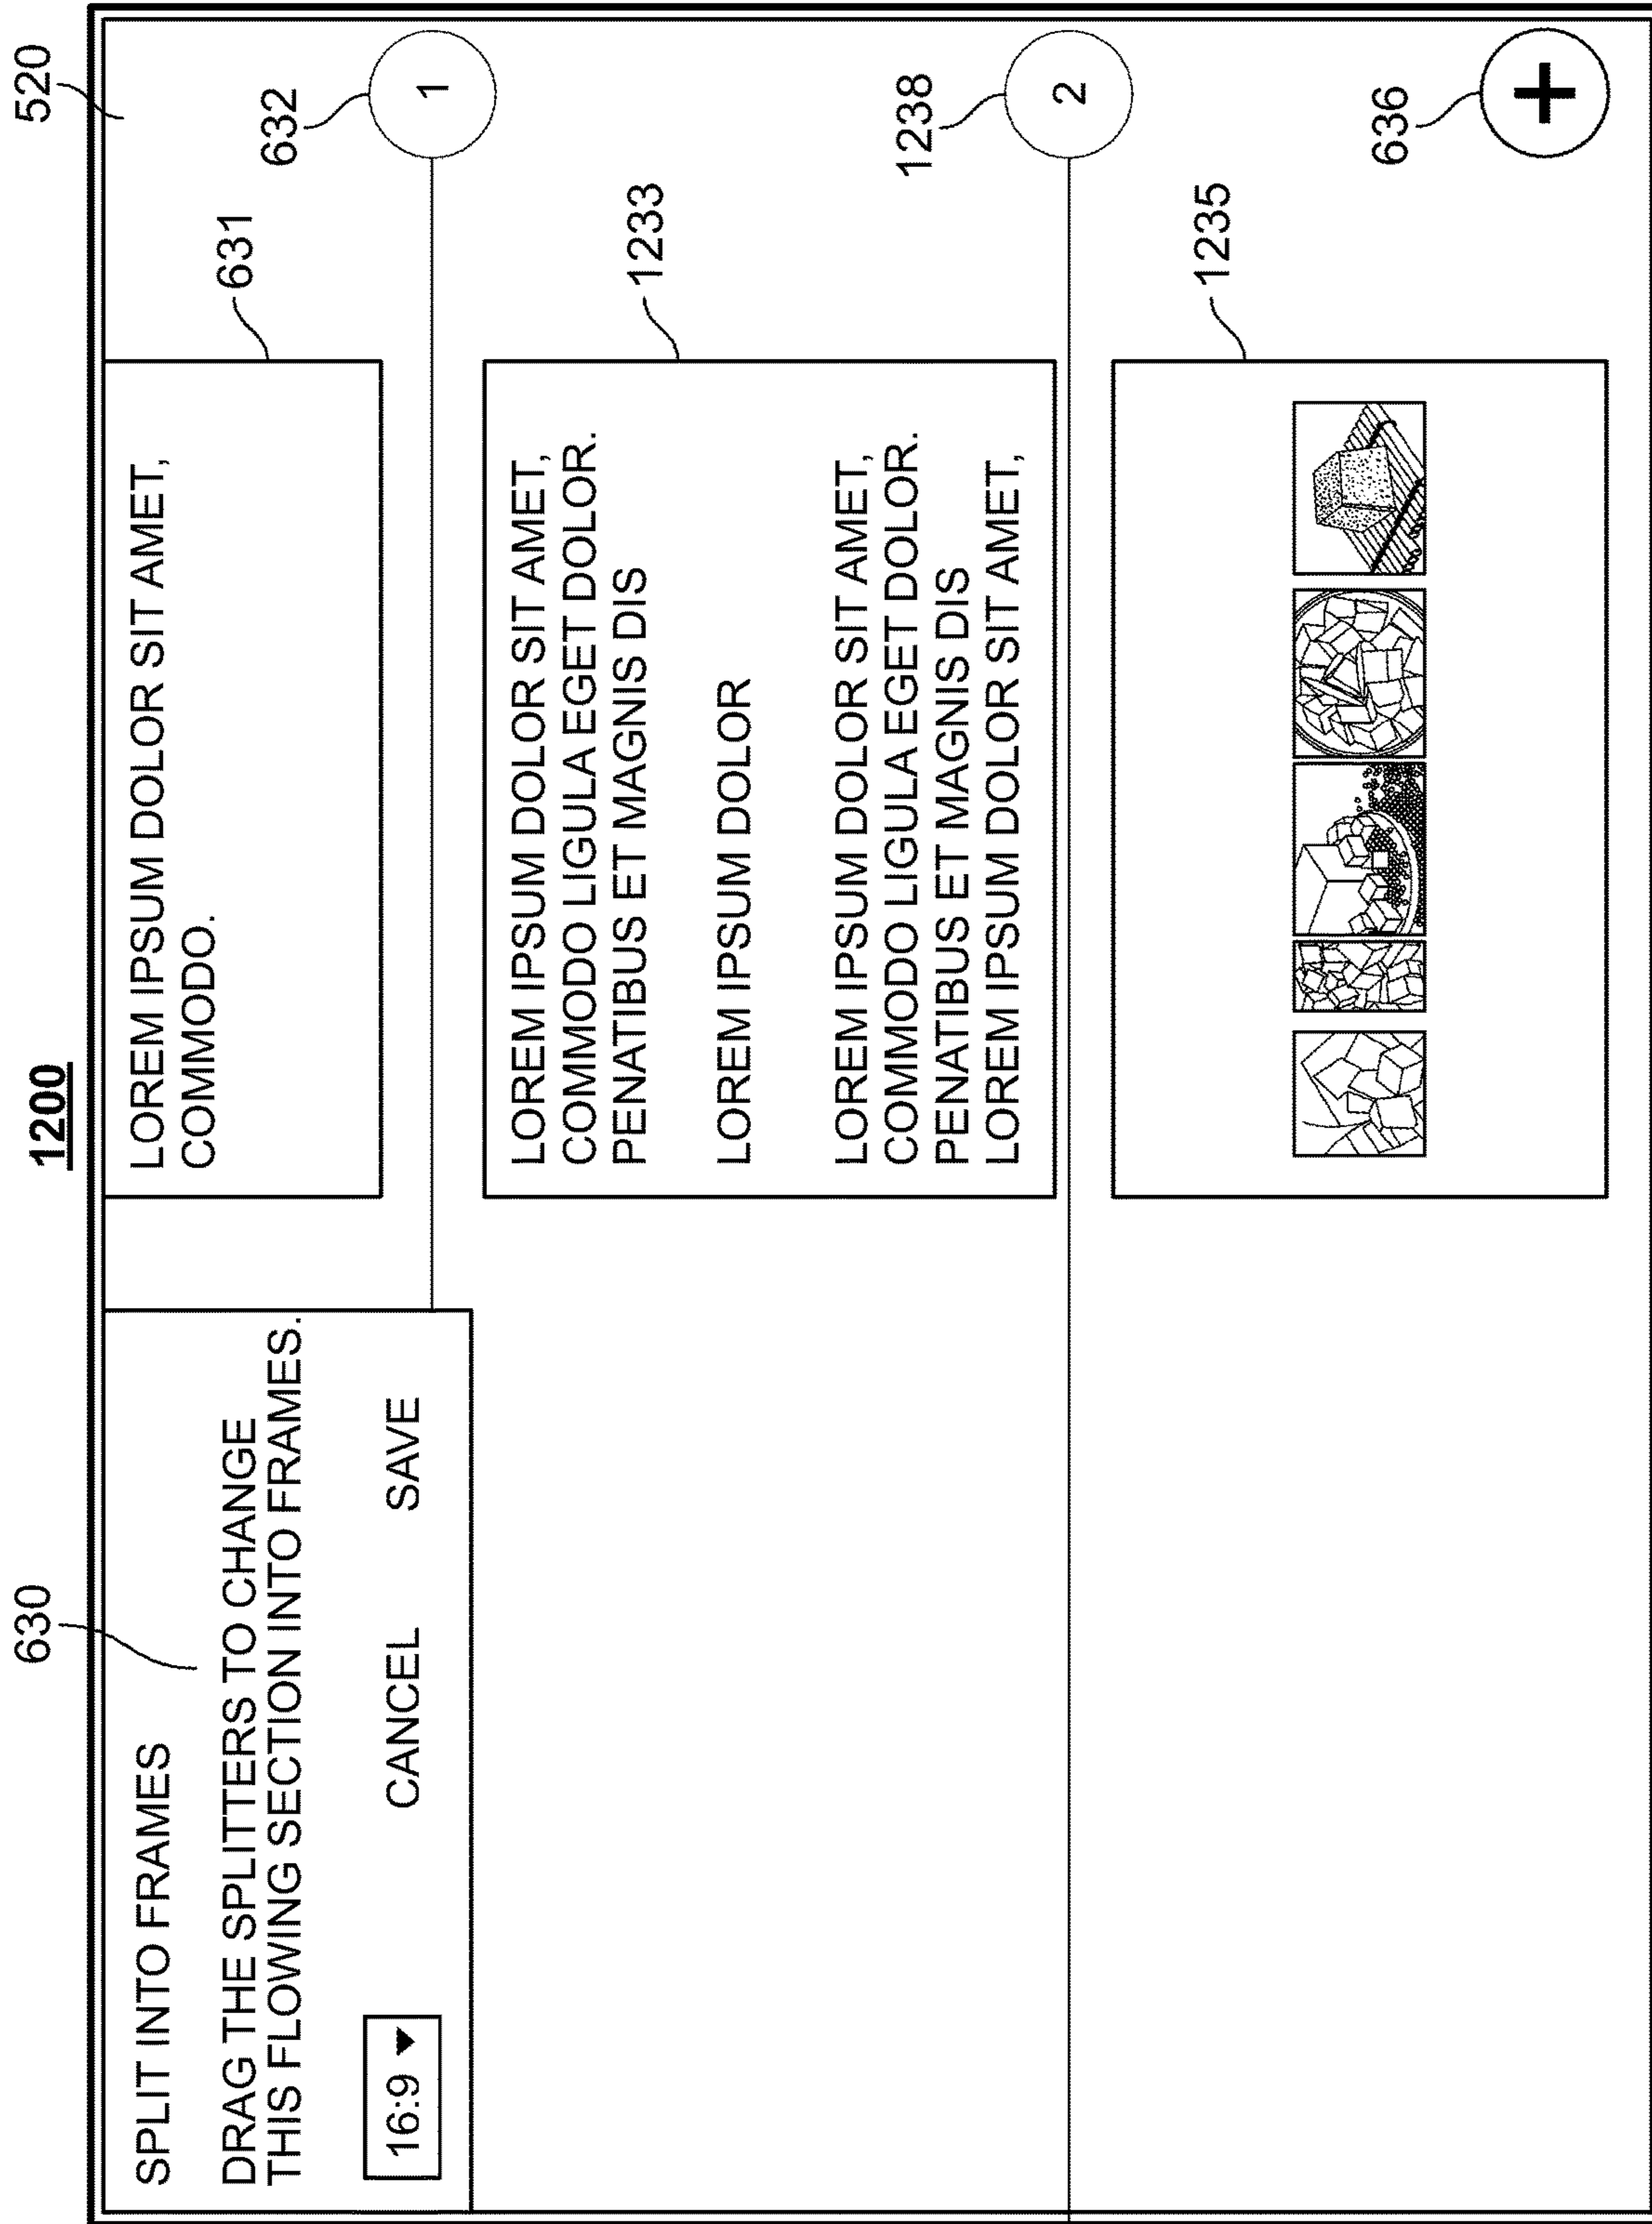 1200
520
630
SPLIT INTO FRAMES
DRAG THE SPLITTERS TO CHANGE
THIS FLOWING SECTION INTO FRAMES.
16:9
CANCEL
SAVE
LOREM IPSUM DOLOR SIT AMET,
COMMODO.
631
632
1
LOREM IPSUM DOLOR SIT AMET,
COMMODO LIGULA EGET DOLOR.
PENATIBUS ET MAGNIS DIS
LOREM IPSUM DOLOR
LOREM IPSUM DOLOR SIT AMET,
COMMODO LIGULA EGET DOLOR.
PENATIBUS ET MAGNIS DIS
LOREM IPSUM DOLOR SIT AMET,
1233
1238
2
1235
636
+